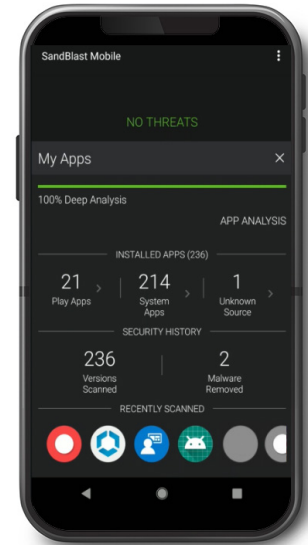 SandBlast Mobile
NO THREATS
My Apps
100% Deep Analysis
APP ANALYSIS
INSTALLED APPS (236)
21
Play Apps
214
System
Apps
1
Unknown
Source
SECURITY HISTORY
236
Versions
Scanned
2
Malware
Removed
RECENTLY SCANNED